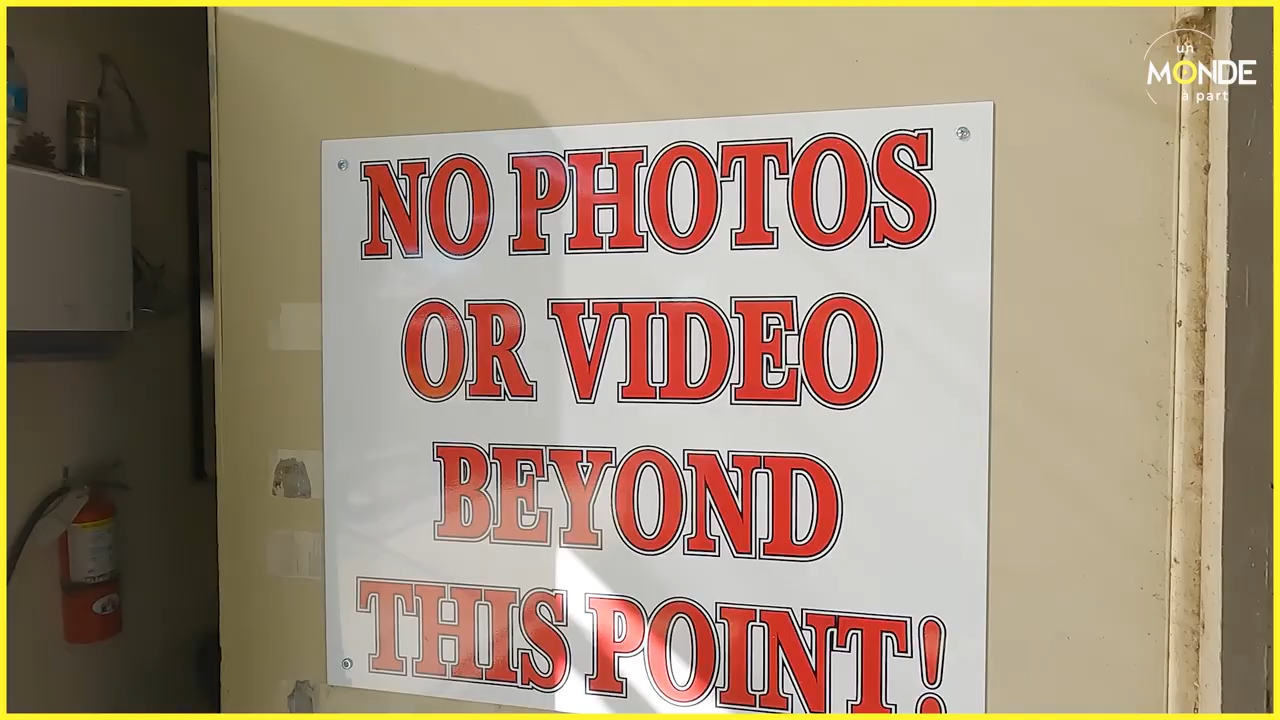 un
MONDE
à part
NO PHOTOS
OR VIDEO
BEYOND
THIS POINT!